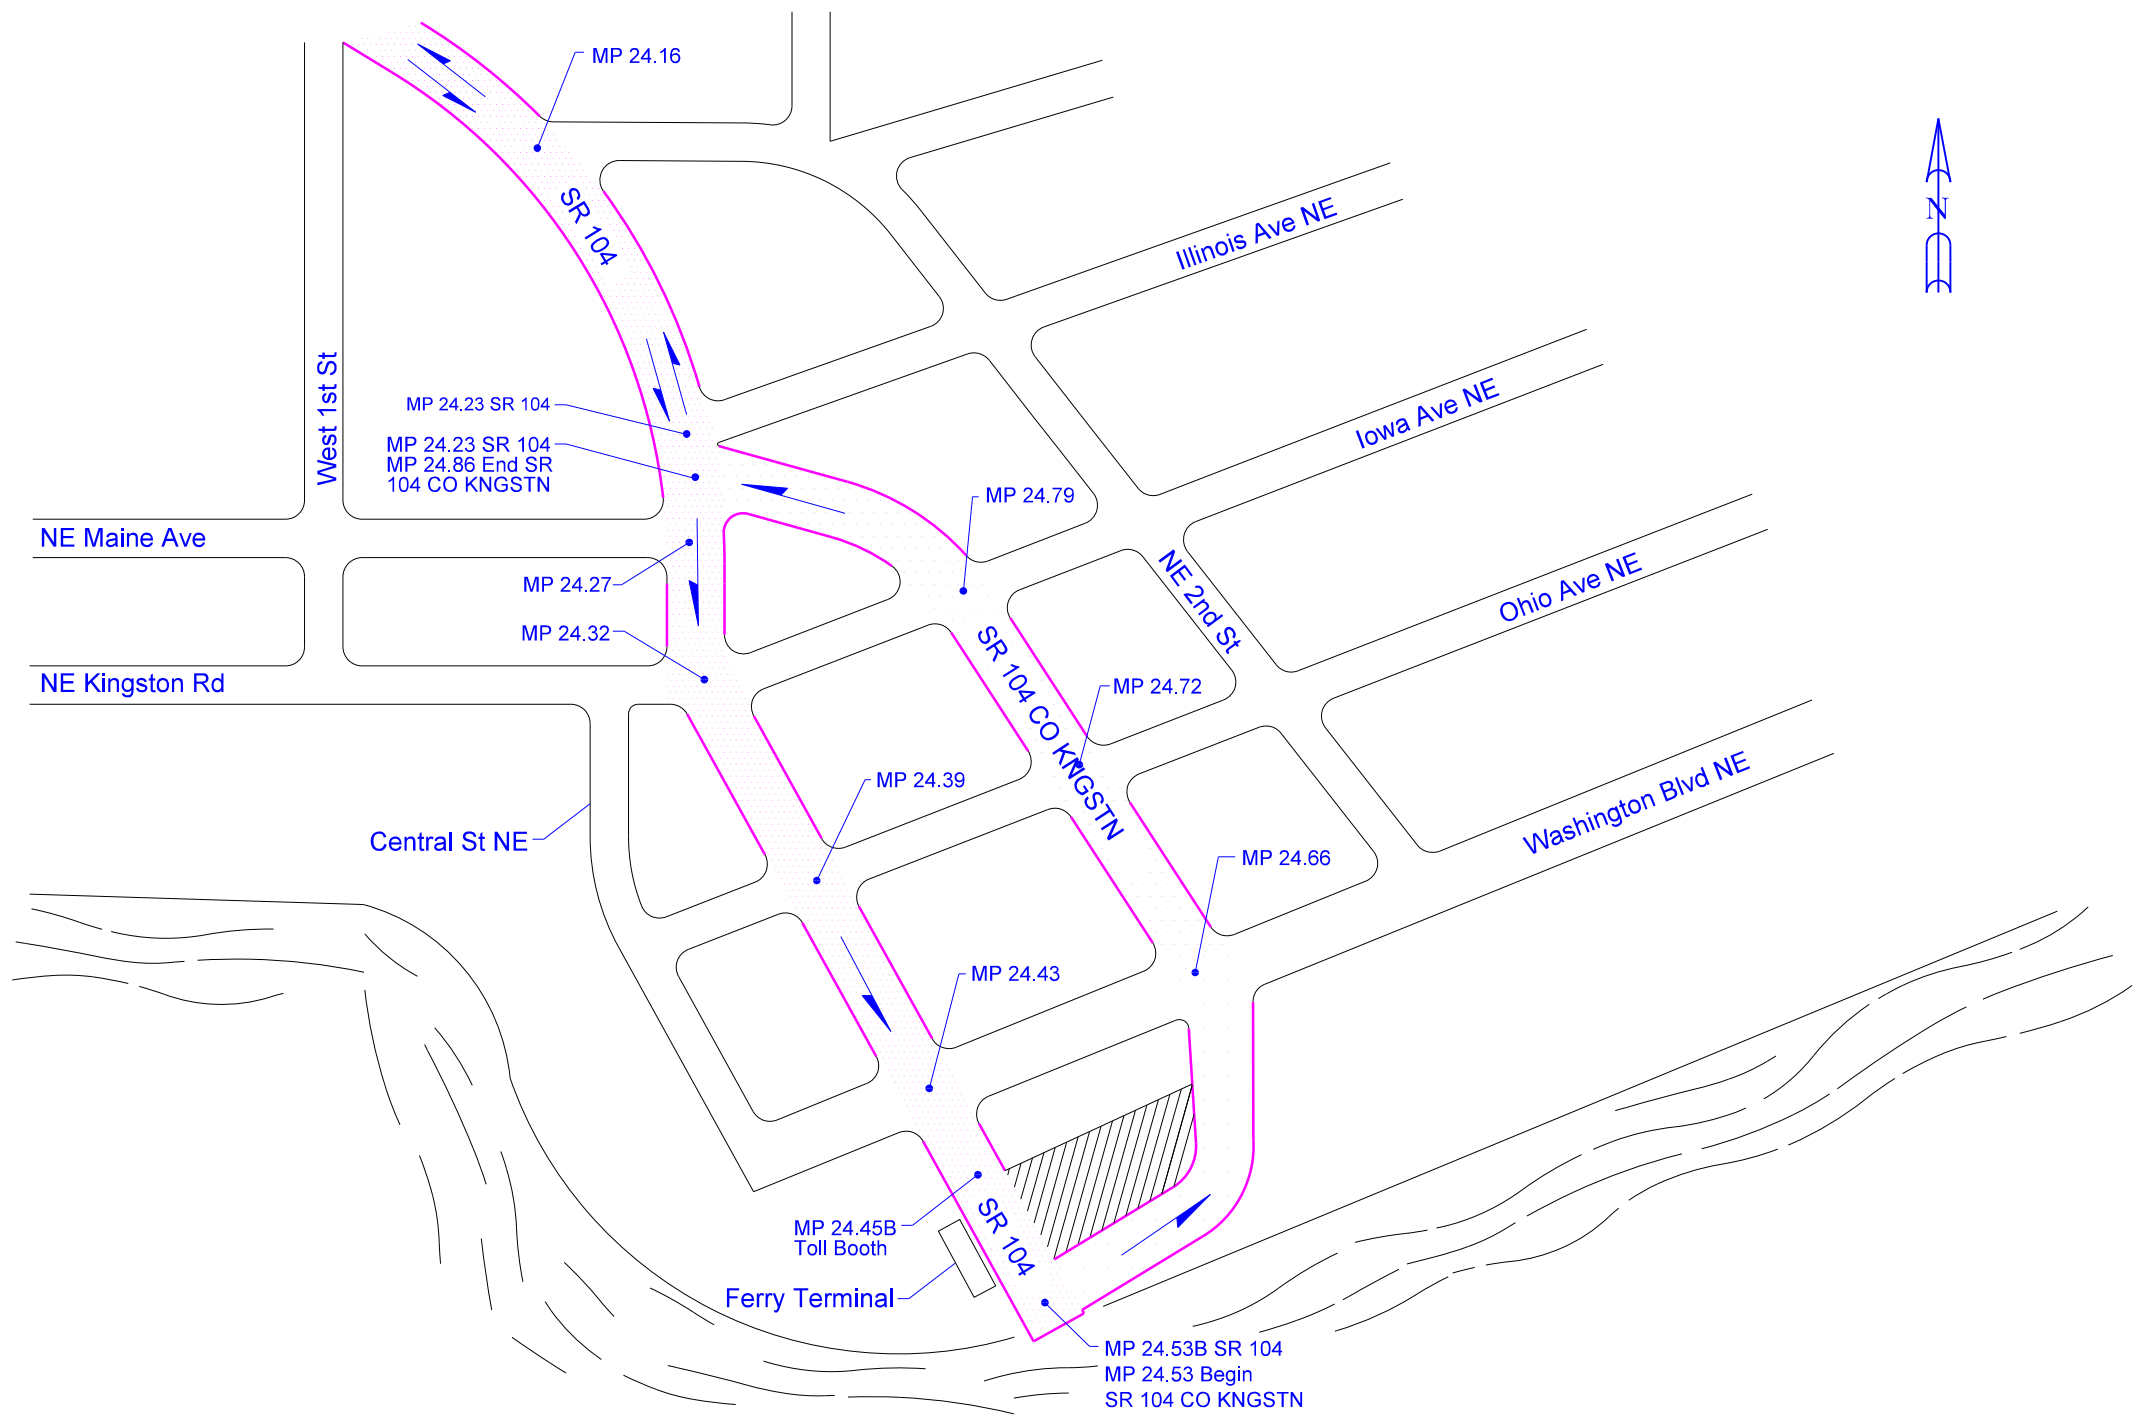 MP 24.16
SR 104
N
Illinois Ave NE
West 1st St
MP 24.23 SR 104
MP 24.23 SR 104
MP 24.86 End SR
104 CO KNGSTN
Iowa Ave NE
MP 24.79
NE Maine Ave
MP 24.27
NE 2nd St
Ohio Ave NE
MP 24.32
SR 104 CO KNGSTN
NE Kingston Rd
MP 24.72
MP 24.39
Washington Blvd NE
Central St NE
MP 24.66
MP 24.43
MP 24.45B
Toll Booth
SR 104
Ferry Terminal
MP 24.53B SR 104
MP 24.53 Begin
SR 104 CO KNGSTN